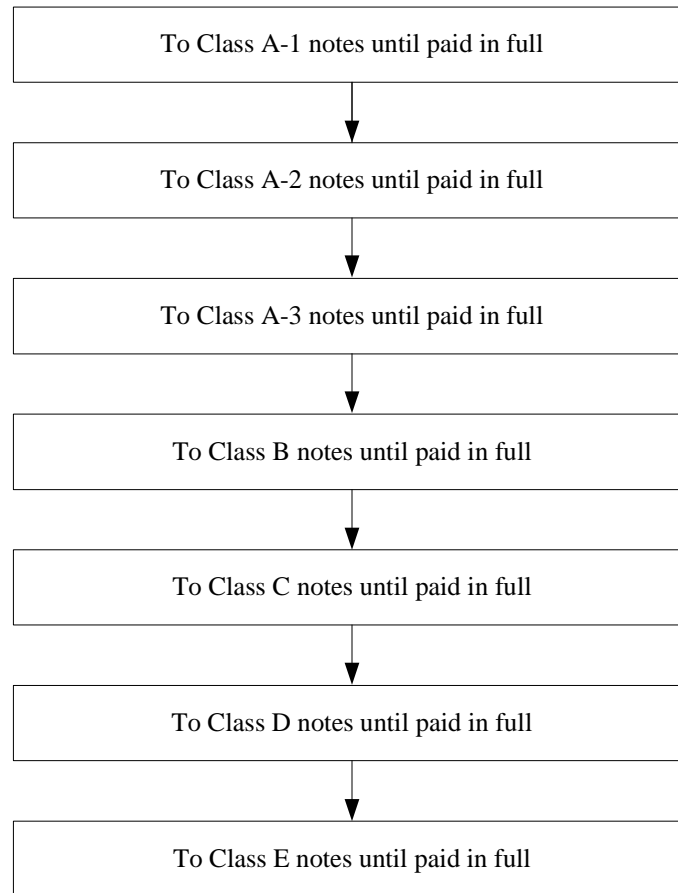 To Class A-1 notes until paid in full
To Class A-2 notes until paid in full
To Class A-3 notes until paid in full
To Class B notes until paid in full
To Class C notes until paid in full
To Class D notes until paid in full
To Class E notes until paid in full